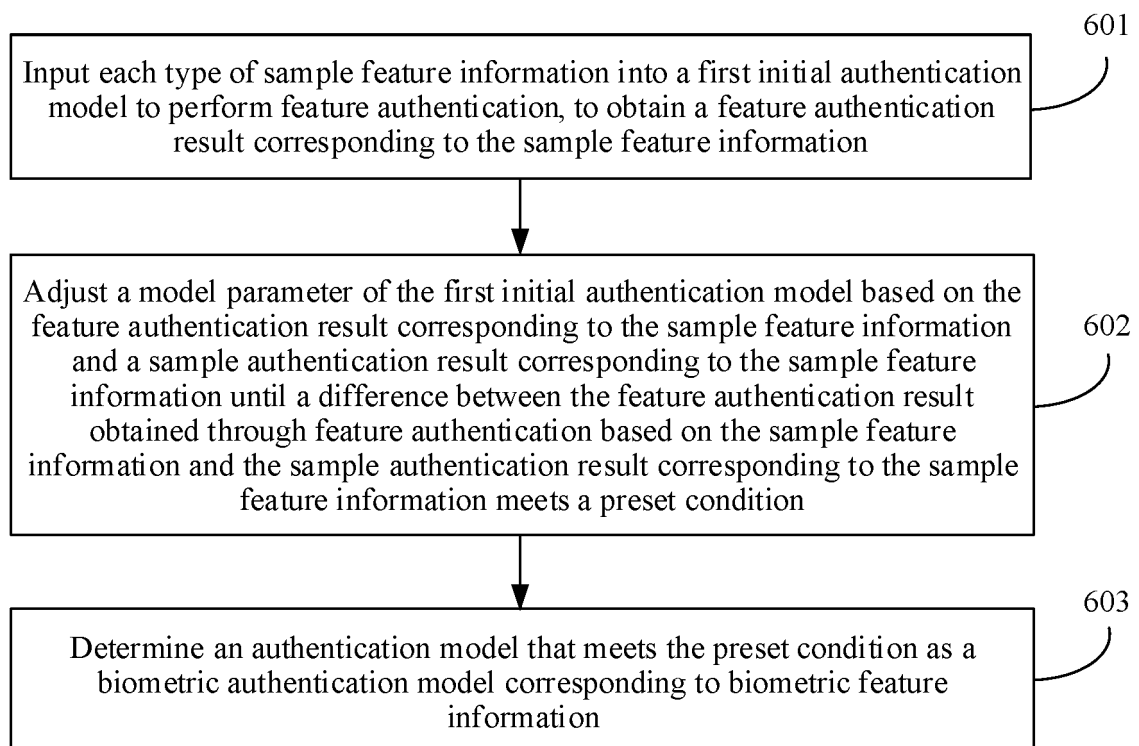 601
Input each type of sample feature information into a first initial authentication
model to perform feature authentication, to obtain a feature authentication
result corresponding to the sample feature information
602
Adjust a model parameter of the first initial authentication model based on the
feature authentication result corresponding to the sample feature information
and a sample authentication result corresponding to the sample feature
information until a difference between the feature authentication result
obtained through feature authentication based on the sample feature
information and the sample authentication result corresponding to the sample
feature information meets a preset condition
603
Determine an authentication model that meets the preset condition as a
biometric authentication model corresponding to biometric feature
information